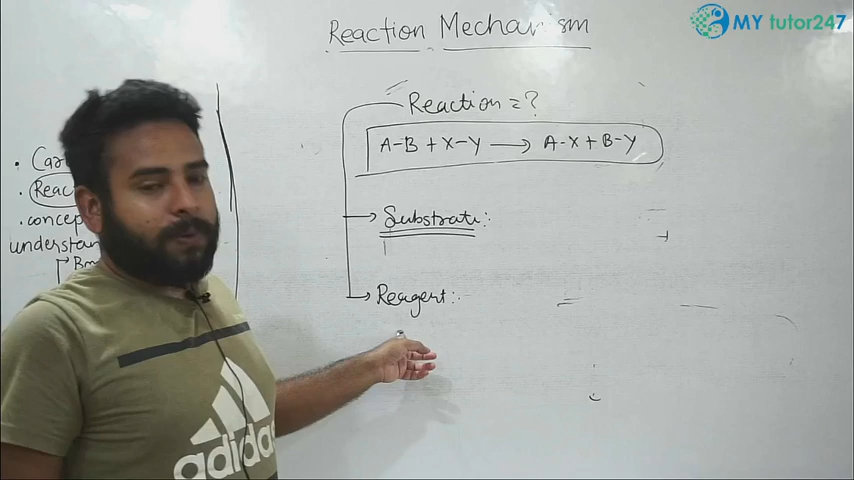 MY tutor247
Reaction Mechanism
Reaction = ?
A-B + X-Y → A-X + B-Y
Substrate:
Reagent:
adidas